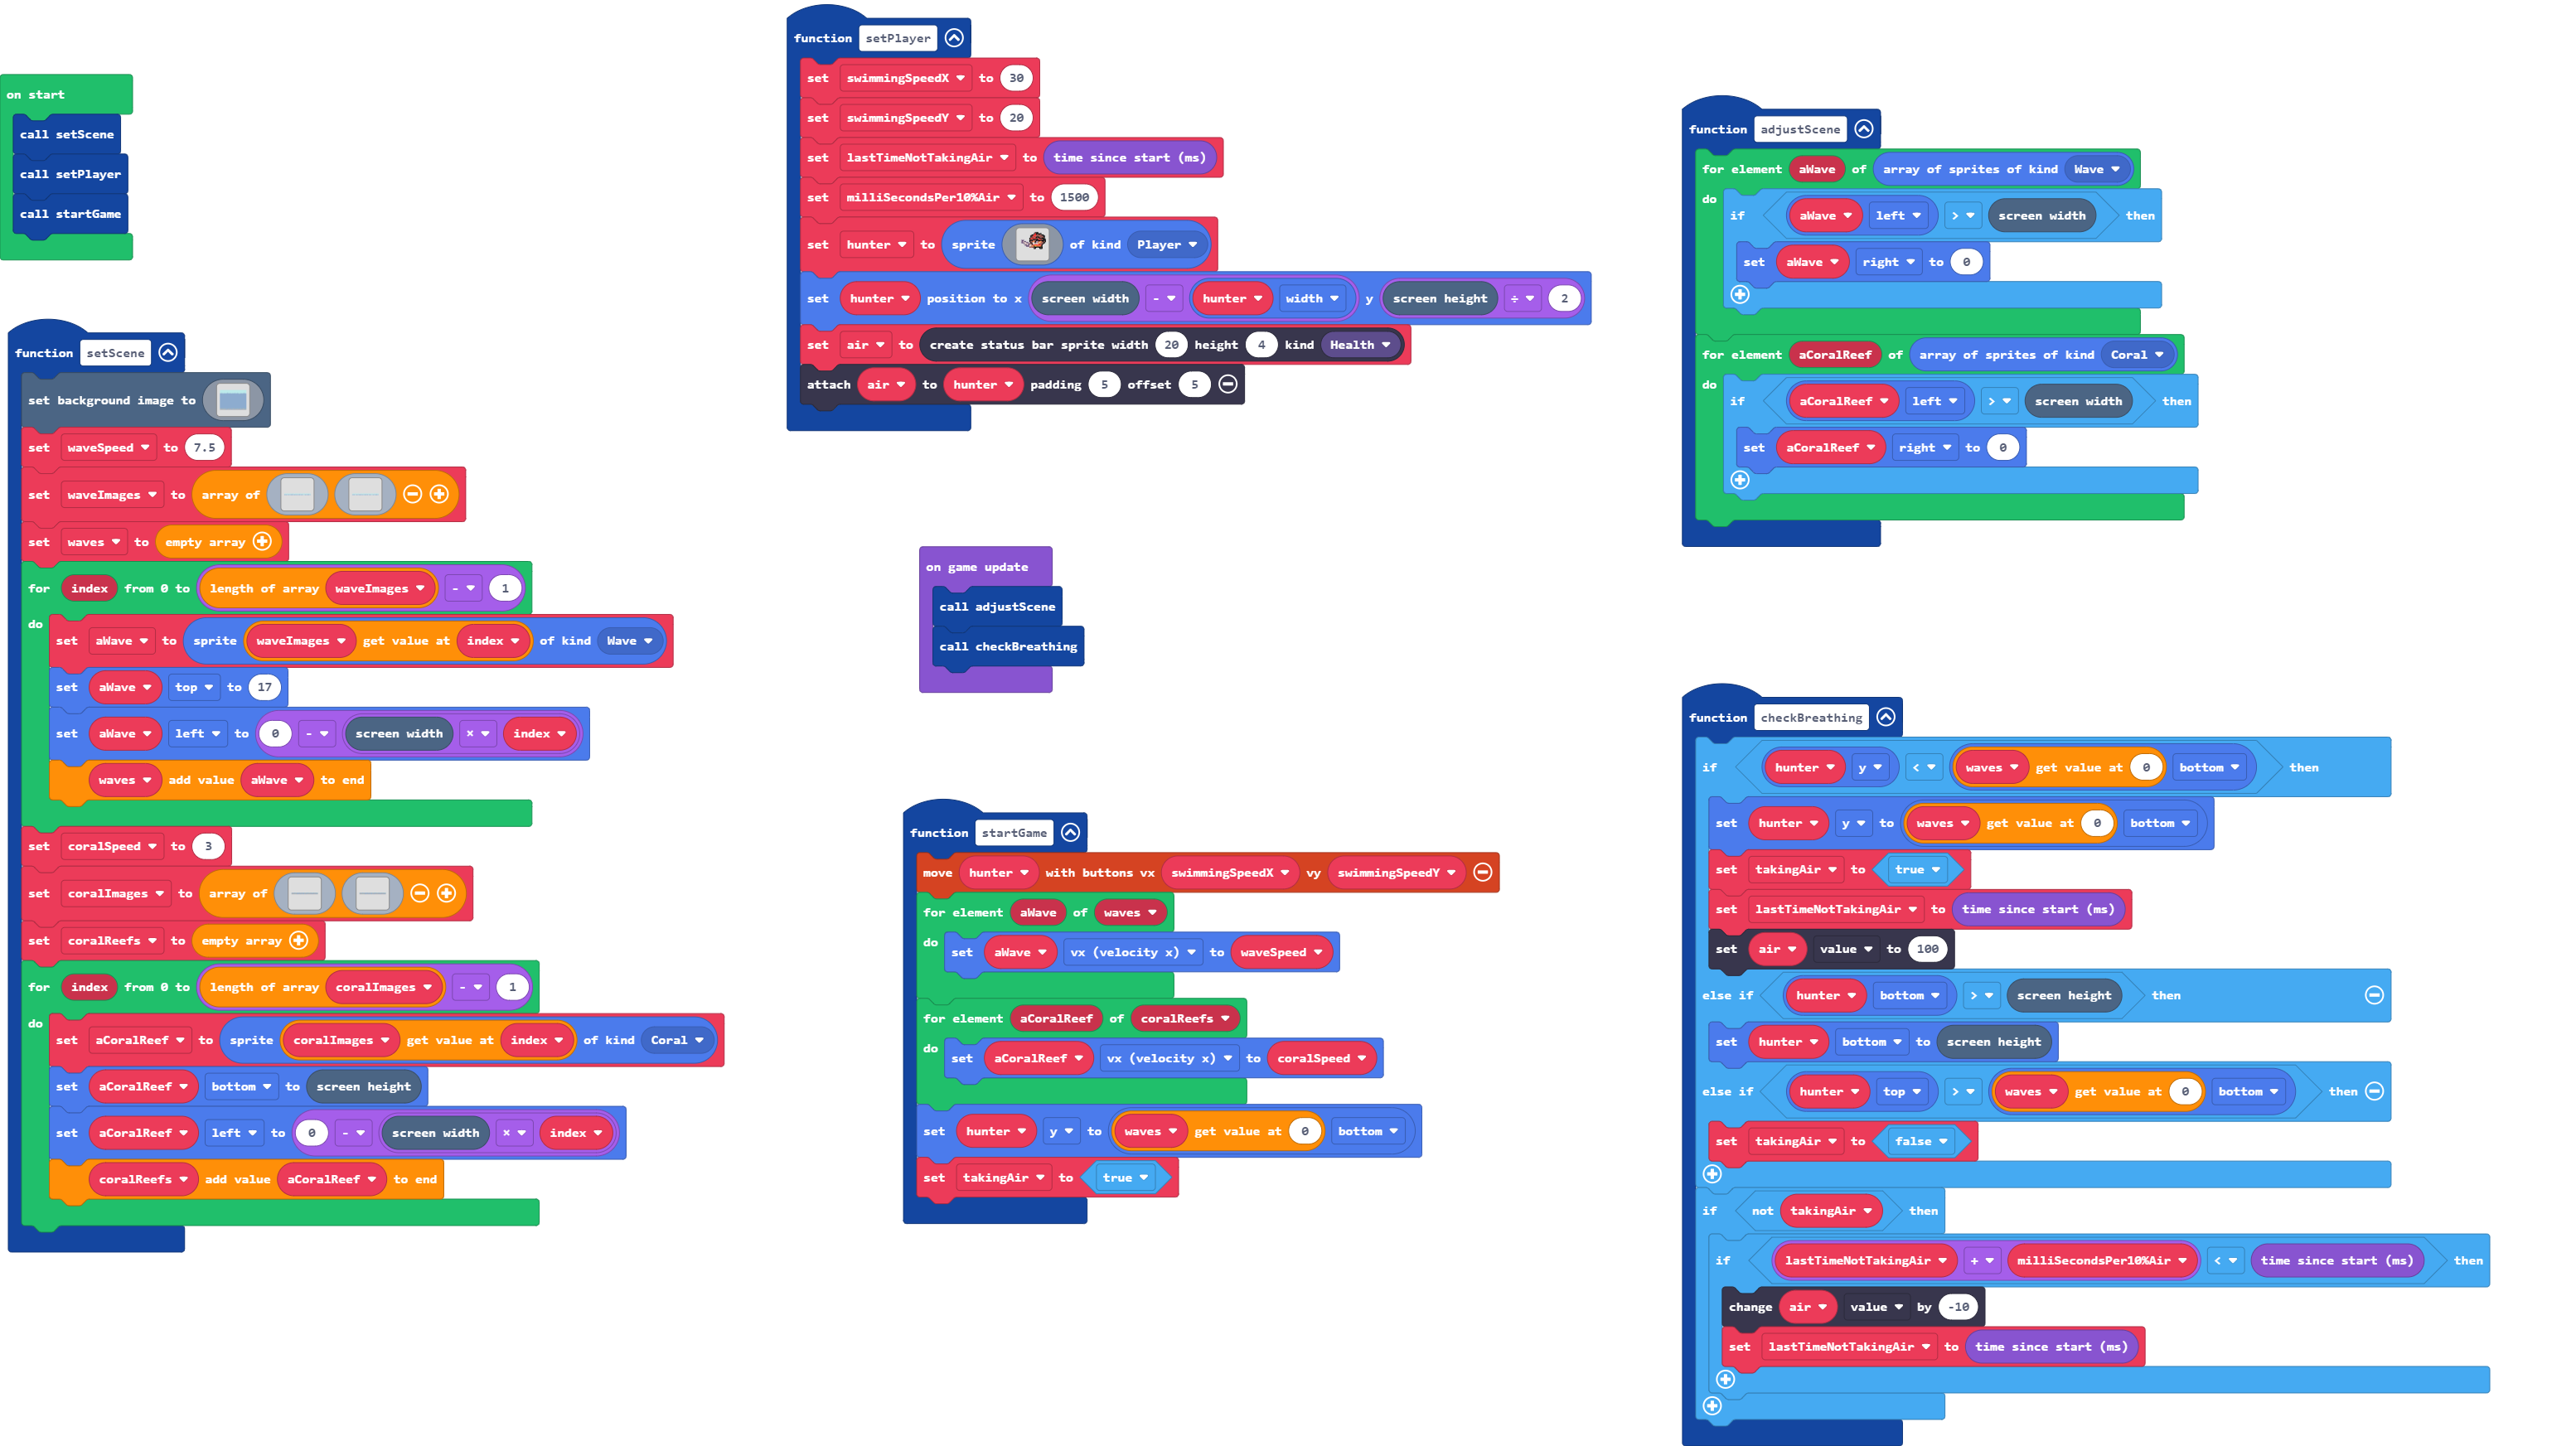 on start
call setScene
call setPlayer
call startGame
function setScene
set background image to
set waveSpeed to 7.5
set waveImages to array of
set waves to empty array
for index from 0 to length of array waveImages - 1
do
set aWave to sprite waveImages get value at index of kind Wave
set aWave top to 17
set aWave left to 0 - screen width × index
waves add value aWave to end
set coralSpeed to 3
set coralImages to array of
set coralReefs to empty array
for index from 0 to length of array coralImages - 1
do
set aCoralReef to sprite coralImages get value at index of kind Coral
set aCoralReef bottom to screen height
set aCoralReef left to 0 - screen width × index
coralReefs add value aCoralReef to end
function setPlayer
set swimmingSpeedX to 30
set swimmingSpeedY to 20
set lastTimeNotTakingAir to time since start (ms)
set milliSecondsPer10%Air to 1500
set hunter to sprite of kind Player
set hunter position to x screen width - hunter width y screen height ÷ 2
set air to create status bar sprite width 20 height 4 kind Health
attach air to hunter padding 5 offset 5
on game update
call adjustScene
call checkBreathing
function startGame
move hunter with buttons vx swimmingSpeedX vy swimmingSpeedY
for element aWave of waves
do
set aWave vx (velocity x) to waveSpeed
for element aCoralReef of coralReefs
do
set aCoralReef vx (velocity x) to coralSpeed
set hunter y to waves get value at 0 bottom
set takingAir to true
function adjustScene
for element aWave of array of sprites of kind Wave
do
if aWave left > screen width then
set aWave right to 0
for element aCoralReef of array of sprites of kind Coral
do
if aCoralReef left > screen width then
set aCoralReef right to 0
function checkBreathing
if hunter y < waves get value at 0 bottom then
set hunter y to waves get value at 0 bottom
set takingAir to true
set lastTimeNotTakingAir to time since start (ms)
set air value to 100
else if hunter bottom > screen height then
set hunter bottom to screen height
else if hunter top > waves get value at 0 bottom then
set takingAir to false
if not takingAir then
if lastTimeNotTakingAir + milliSecondsPer10%Air < time since start (ms) then
change air value by -10
set lastTimeNotTakingAir to time since start (ms)